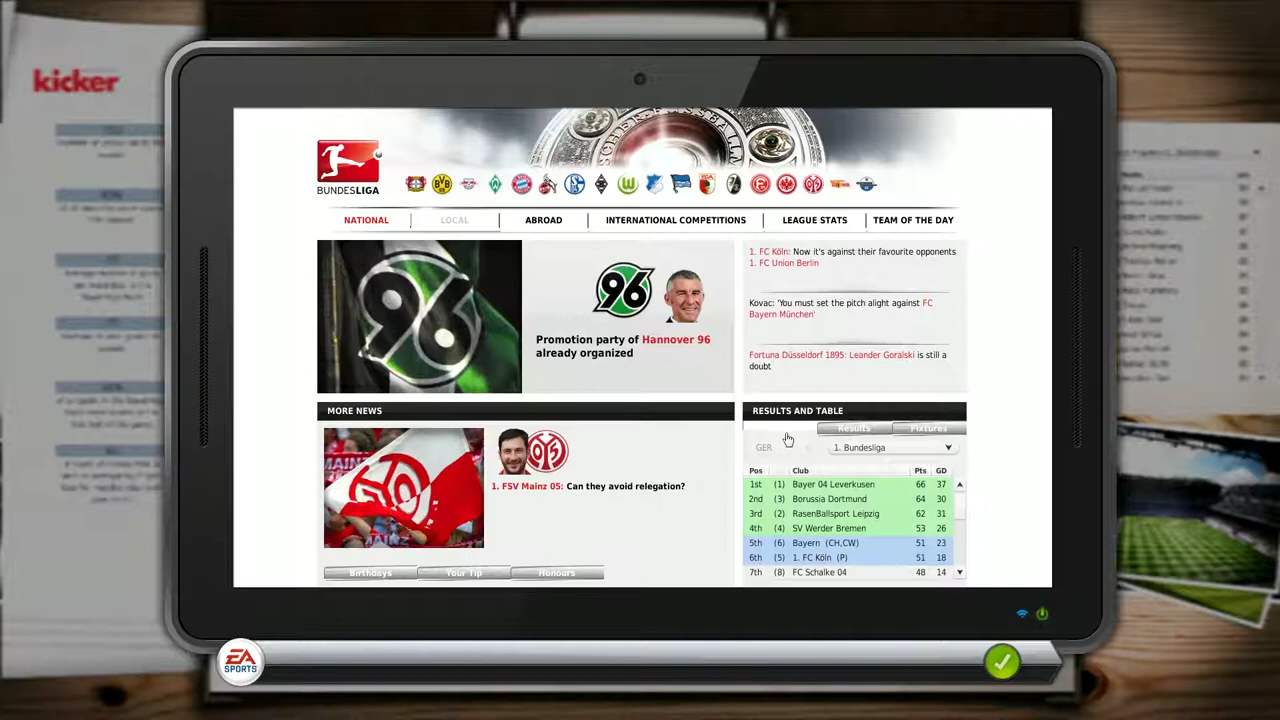 kicker
BUNDESLIGA
NATIONAL
LOCAL
ABROAD
INTERNATIONAL COMPETITIONS
LEAGUE STATS
TEAM OF THE DAY
96
96
Promotion party of Hannover 96
already organized
1. FC Köln: Now it's against their favourite opponents
1. FC Union Berlin
Kovac: 'You must set the pitch alight against FC
Bayern München'
Fortuna Düsseldorf 1895: Leander Goralski is still a
doubt
MORE NEWS
1. FSV Mainz 05: Can they avoid relegation?
Birthdays
Your Tip
Honours
RESULTS AND TABLE
Results
Fixtures
GER
1. Bundesliga
Pos Club Pts GD
1st (1) Bayer 04 Leverkusen 66 37
2nd (3) Borussia Dortmund 64 30
3rd (2) RasenBallsport Leipzig 62 31
4th (4) SV Werder Bremen 53 26
5th (6) Bayern (CH,CW) 51 23
6th (5) 1. FC Köln (P) 51 18
7th (8) FC Schalke 04 48 14
EA
SPORTS